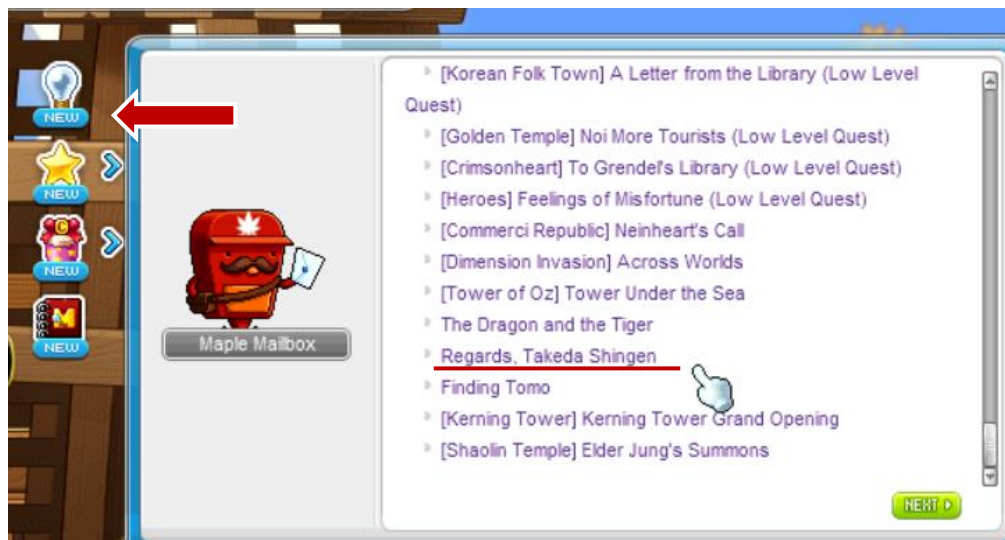 [Korean Folk Town] A Letter from the Library (Low Level
Quest)
[Golden Temple] Noi More Tourists (Low Level Quest)
[Crimsonheart] To Grendel's Library (Low Level Quest)
[Heroes] Feelings of Misfortune (Low Level Quest)
[Commerci Republic] Neinheart's Call
[Dimension Invasion] Across Worlds
[Tower of Oz] Tower Under the Sea
The Dragon and the Tiger
Regards, Takeda Shingen
Finding Tomo
[Kerning Tower] Kerning Tower Grand Opening
[Shaolin Temple] Elder Jung's Summons
NEXT
Maple Mailbox
NEW
NEW
C
NEW
M
NEW